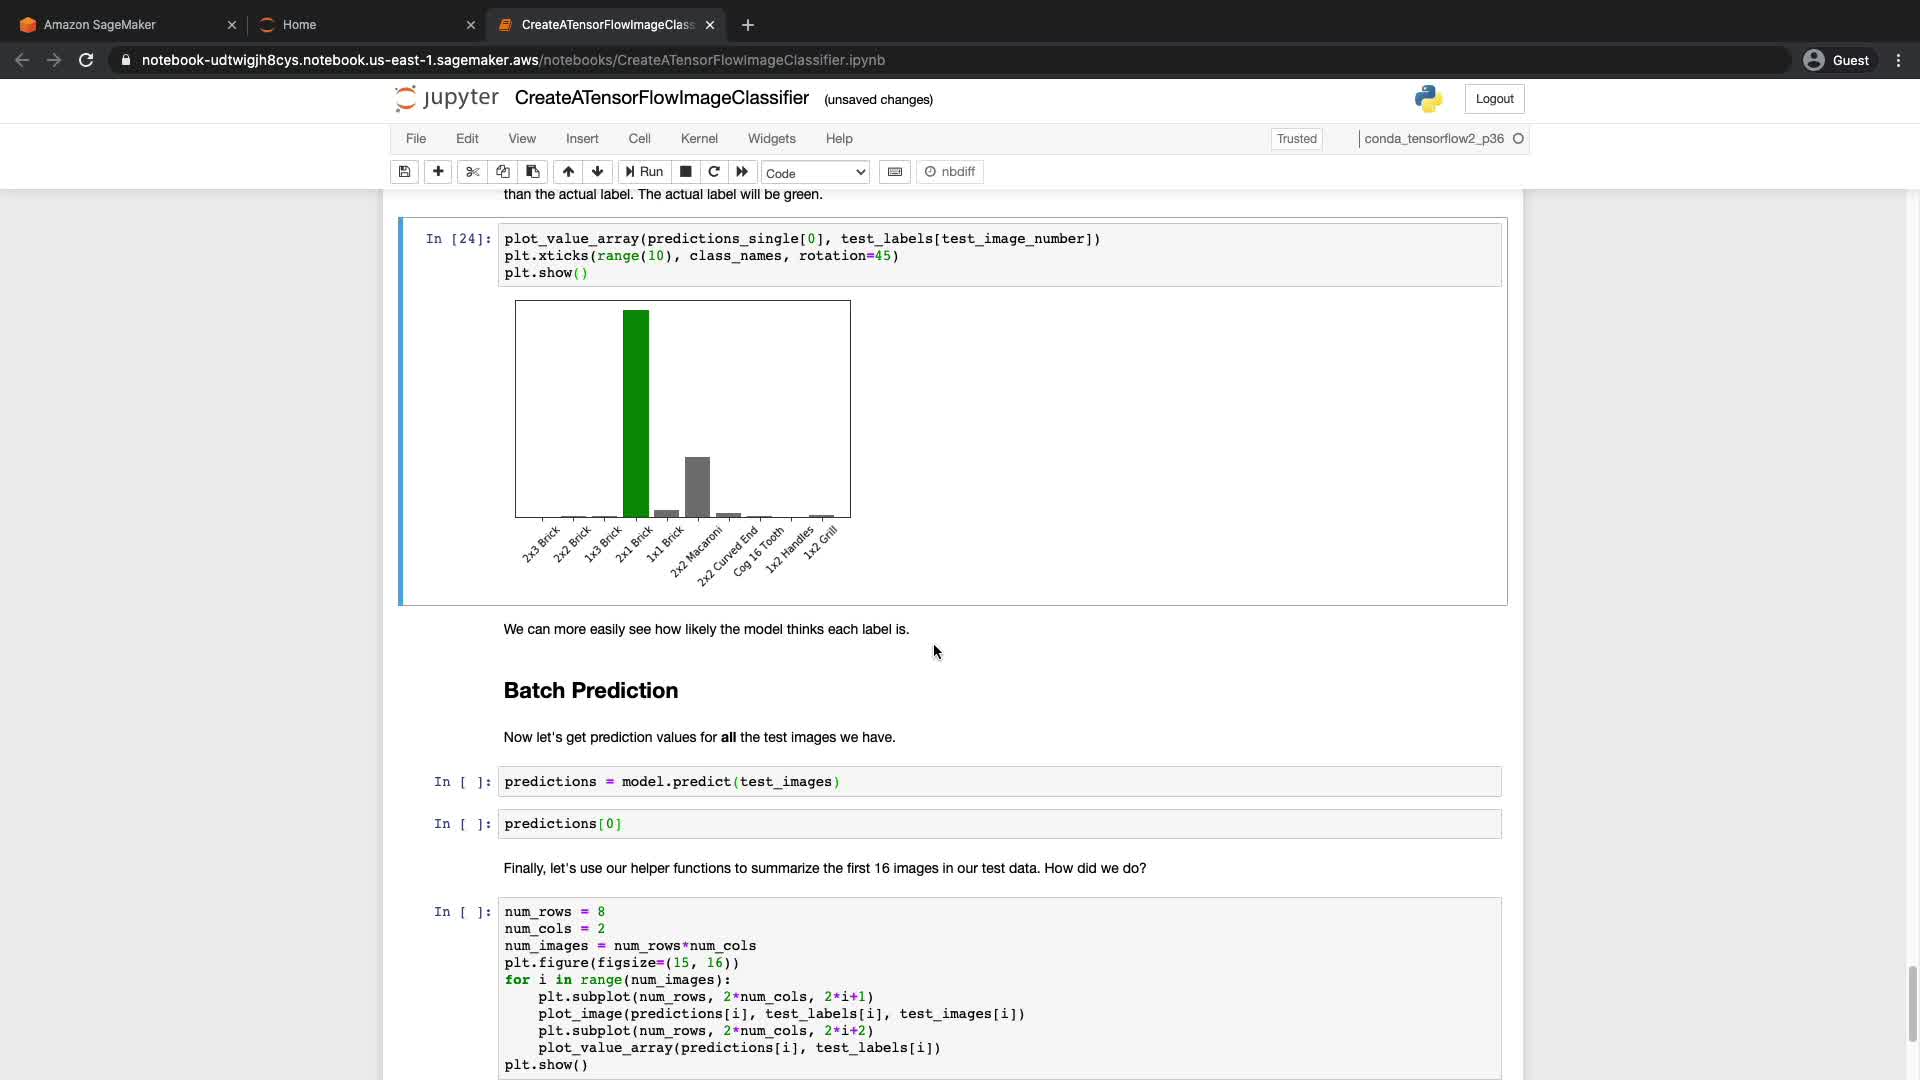 Amazon SageMaker
Home
CreateATensorFlowImageClass
notebook-udtwigjh8cys.notebook.us-east-1.sagemaker.aws/notebooks/CreateATensorFlowImageClassifier.ipynb
Guest
jupyter CreateATensorFlowImageClassifier (unsaved changes)
Logout
File Edit View Insert Cell Kernel Widgets Help
Trusted
conda_tensorflow2_p36
Run
Code
nbdiff
than the actual label. The actual label will be green.
In [24]: plot_value_array(predictions_single[0], test_labels[test_image_number])
plt.xticks(range(10), class_names, rotation=45)
plt.show()
2x3 Brick
2x2 Brick
1x3 Brick
2x1 Brick
1x1 Brick
2x2 Macaroni
2x2 Curved End
Cog 16 Tooth
1x2 Handles
1x2 Grill
We can more easily see how likely the model thinks each label is.
Batch Prediction
Now let's get prediction values for all the test images we have.
In [ ]: predictions = model.predict(test_images)
In [ ]: predictions[0]
Finally, let's use our helper functions to summarize the first 16 images in our test data. How did we do?
In [ ]: num_rows = 8
num_cols = 2
num_images = num_rows*num_cols
plt.figure(figsize=(15, 16))
for i in range(num_images):
    plt.subplot(num_rows, 2*num_cols, 2*i+1)
    plot_image(predictions[i], test_labels[i], test_images[i])
    plt.subplot(num_rows, 2*num_cols, 2*i+2)
    plot_value_array(predictions[i], test_labels[i])
plt.show()